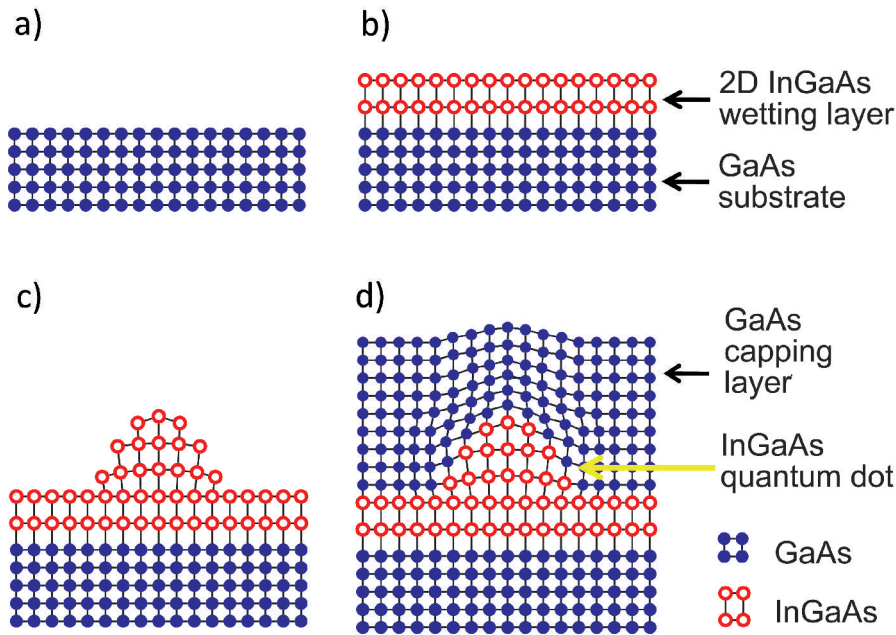 a)
b)
2D InGaAs
wetting layer
GaAs
substrate
c)
d)
GaAs
capping
layer
InGaAs
quantum dot
GaAs
InGaAs